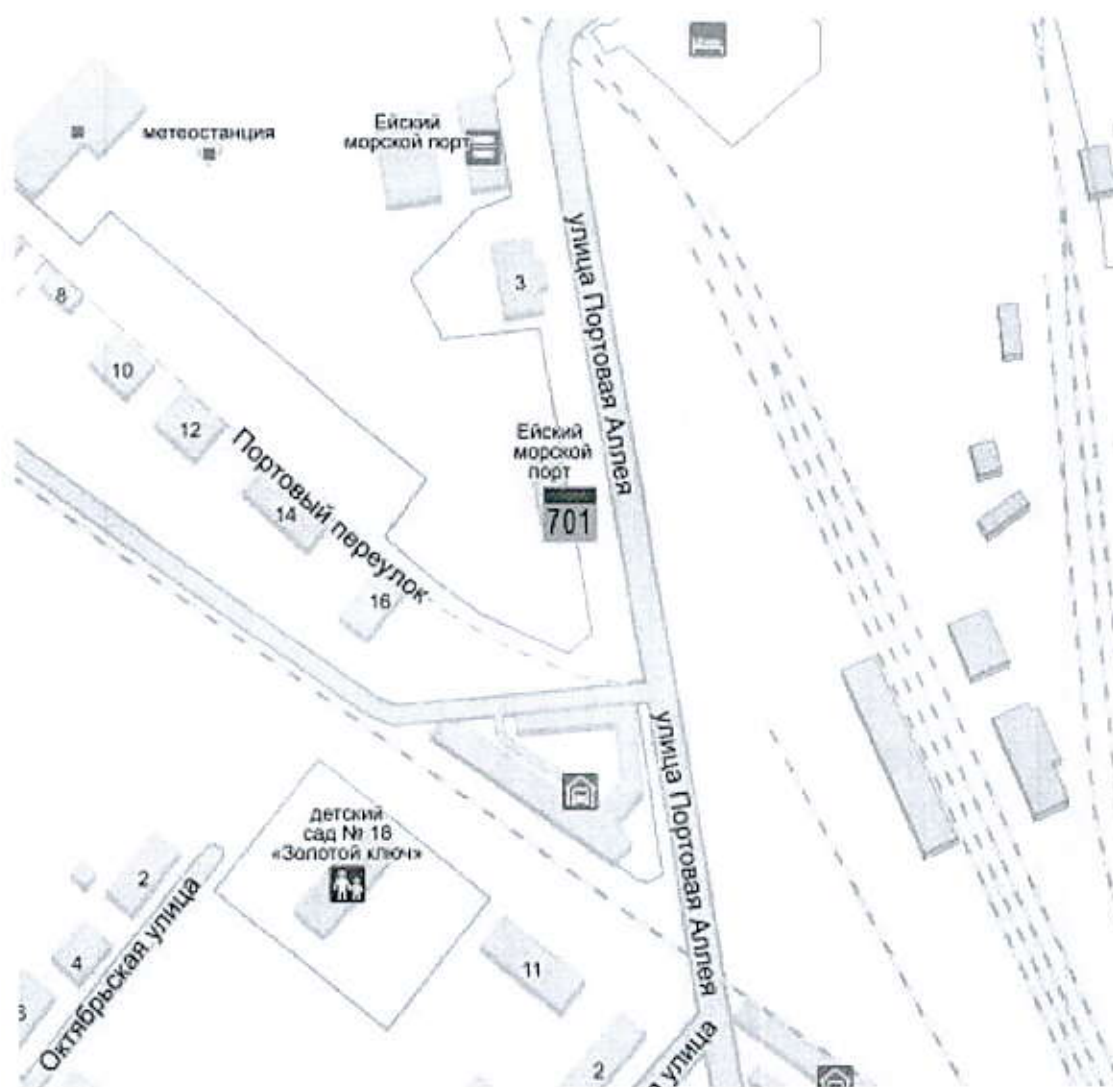 метеостанция
Ейский
морской порт
улица Портовая Аллея
3
8
10
12
Портовый переулок
14
16
Ейский
морской
порт
701
улица Портовая Аллея
детский
сад № 18
«Золотой ключ»
2
4
Октябрьская улица
11
2
улица